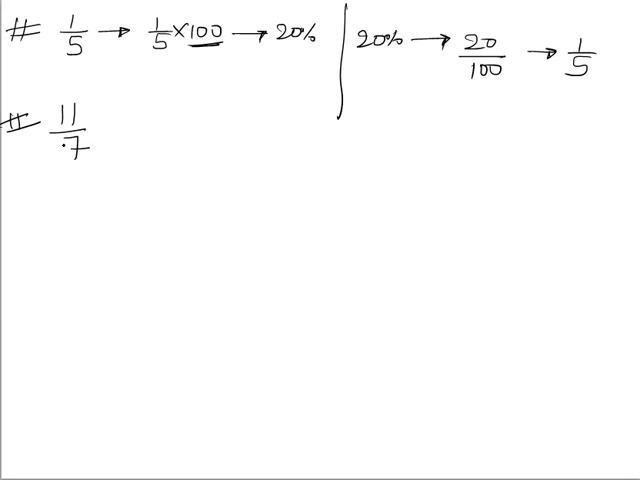 # 1/5 → 1/5 × 100 → 20% | 20% → 20/100 → 1/5
# 11/.7